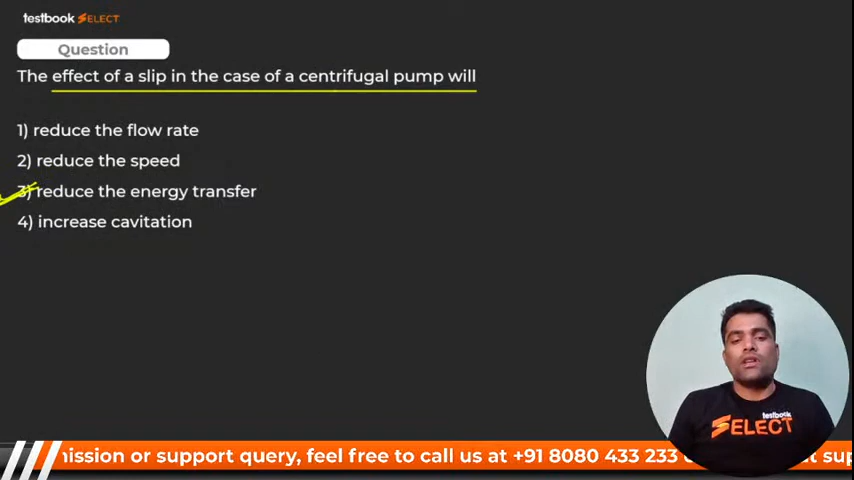 testbook SELECT
Question
The effect of a slip in the case of a centrifugal pump will
1) reduce the flow rate
2) reduce the speed
3) reduce the energy transfer
4) increase cavitation
testbook
SELECT
mission or support query, feel free to call us at +91 8080 433 233